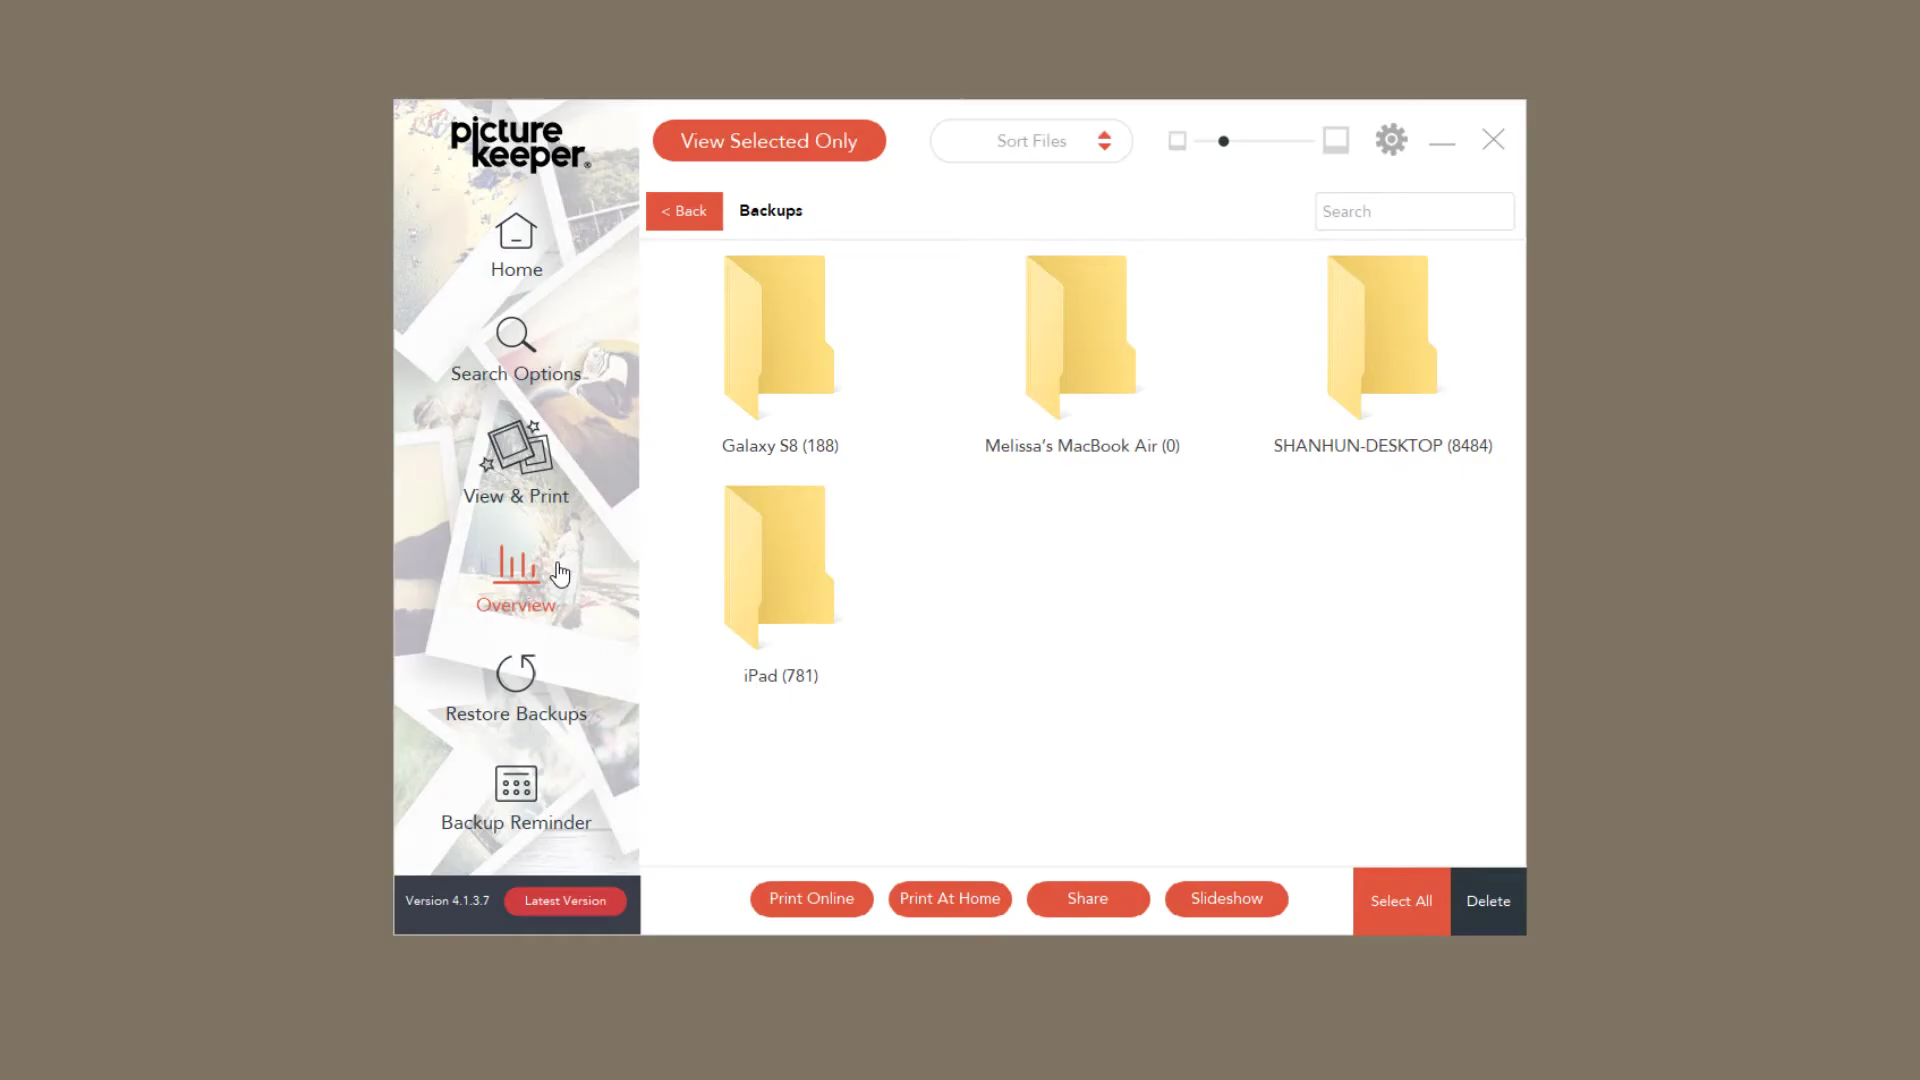 picture
keeper®
Home
Search Options
View & Print
Overview
Restore Backups
Backup Reminder
Version 4.1.3.7
Latest Version
View Selected Only
Sort Files
< Back
Backups
Search
Galaxy S8 (188)
Melissa’s MacBook Air (0)
SHANHUN-DESKTOP (8484)
iPad (781)
Print Online
Print At Home
Share
Slideshow
Select All
Delete